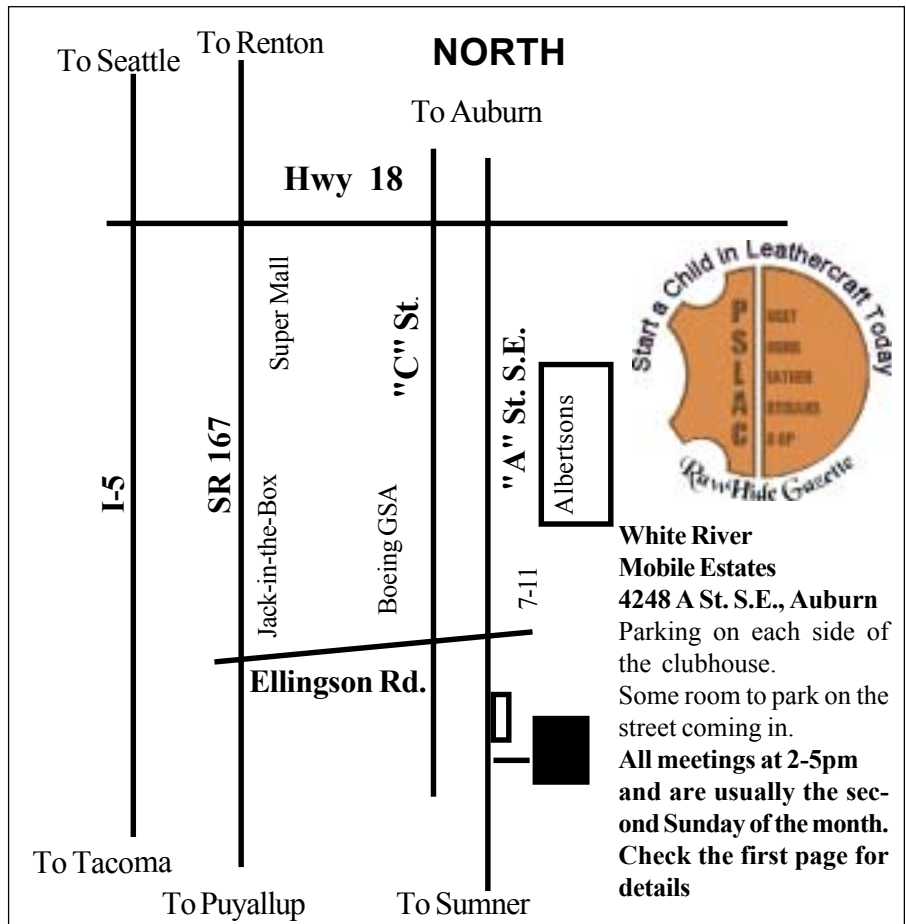 To Seattle
To Renton
NORTH
To Auburn
Hwy 18
Super Mall
"C" St.
"A" St. S.E.
Albertsons
I-5
SR 167
Jack-in-the-Box
Boeing GSA
7-11
Ellingson Rd.
To Tacoma
To Puyallup
To Sumner
Start a Child in Leathercraft Today
P
S
L
A
C
RawHide Gazette
White River
Mobile Estates
4248 A St. S.E., Auburn
Parking on each side of
the clubhouse.
Some room to park on the
street coming in.
All meetings at 2-5pm
and are usually the sec-
ond Sunday of the month.
Check the first page for
details